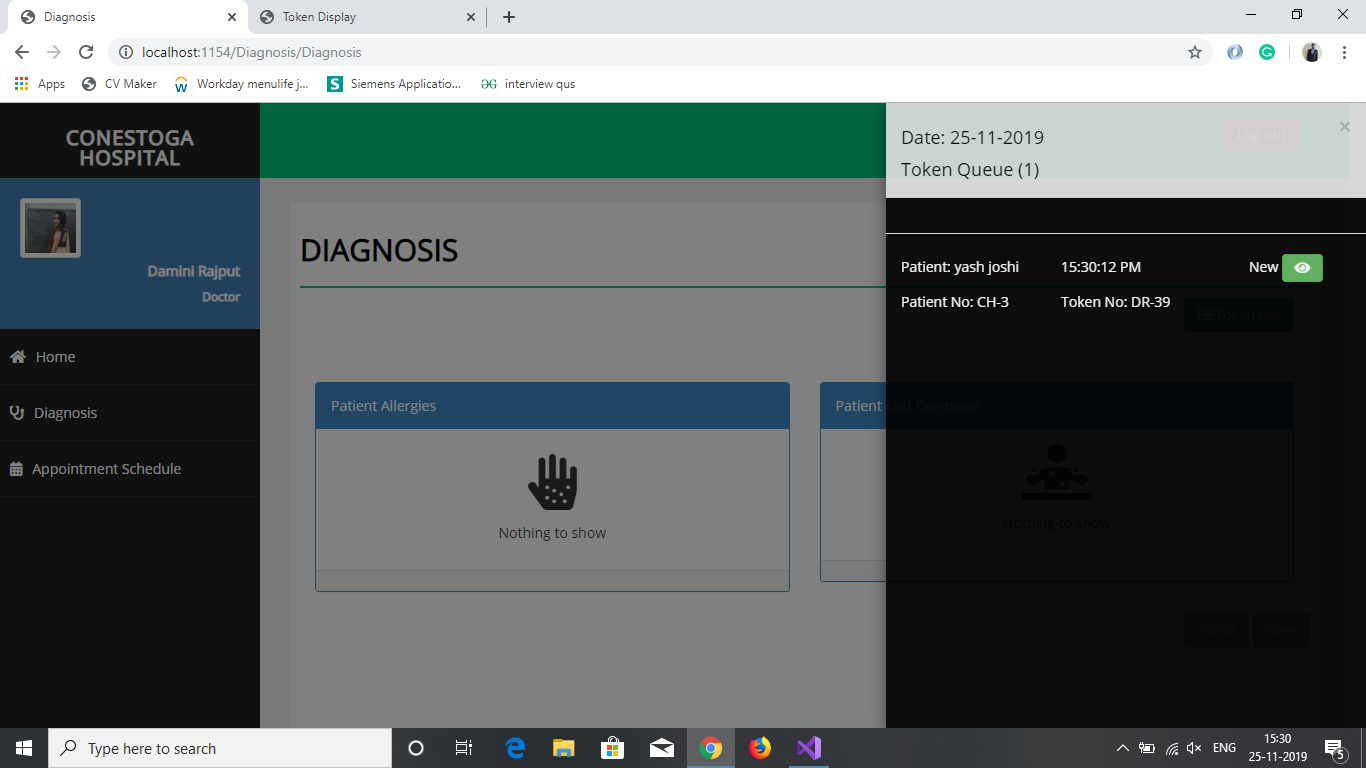 Diagnosis
Token Display
localhost:1154/Diagnosis/Diagnosis
Apps
CV Maker
Workday menulife j...
Siemens Applicatio...
interview qus
CONESTOGA
HOSPITAL
Damini Rajput
Doctor
Home
Diagnosis
Appointment Schedule
DIAGNOSIS
Patient Allergies
Nothing to show
Patient Last Diagnosis
Nothing to show
Date: 25-11-2019
Log out
×
Token Queue (1)
Patient: yash joshi
15:30:12 PM
New
Patient No: CH-3
Token No: DR-39
Token List
Admit
Save
Type here to search
ENG
15:30
25-11-2019
5